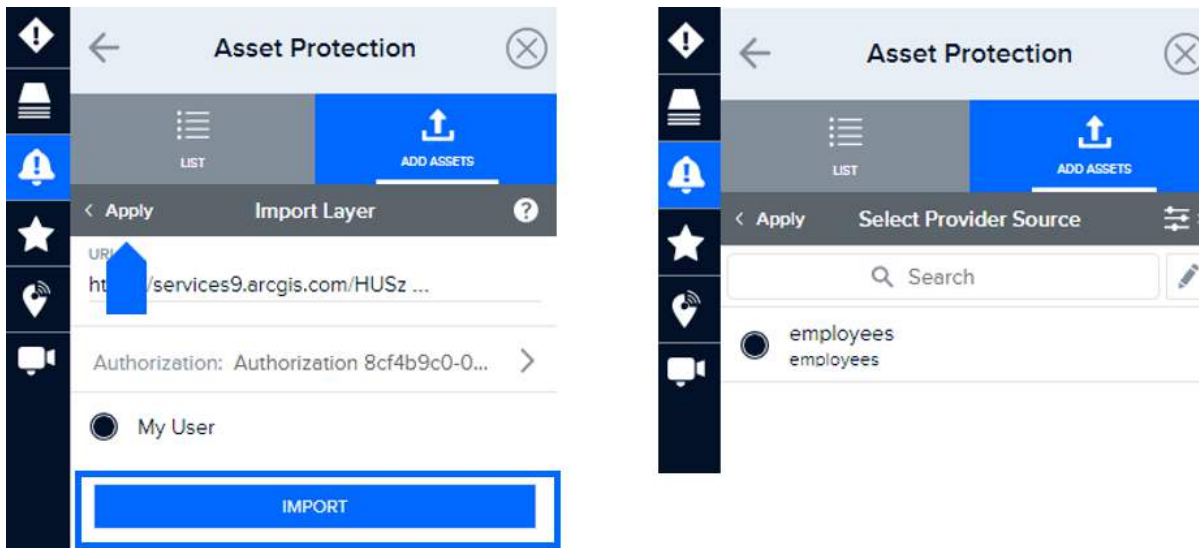 Asset Protection
LIST
ADD ASSETS
< Apply
Import Layer
?
URL
ht /services9.arcgis.com/HUSz ...
Authorization: Authorization 8cf4b9c0-0...
My User
IMPORT
Asset Protection
LIST
ADD ASSETS
< Apply
Select Provider Source
Search
employees
employees